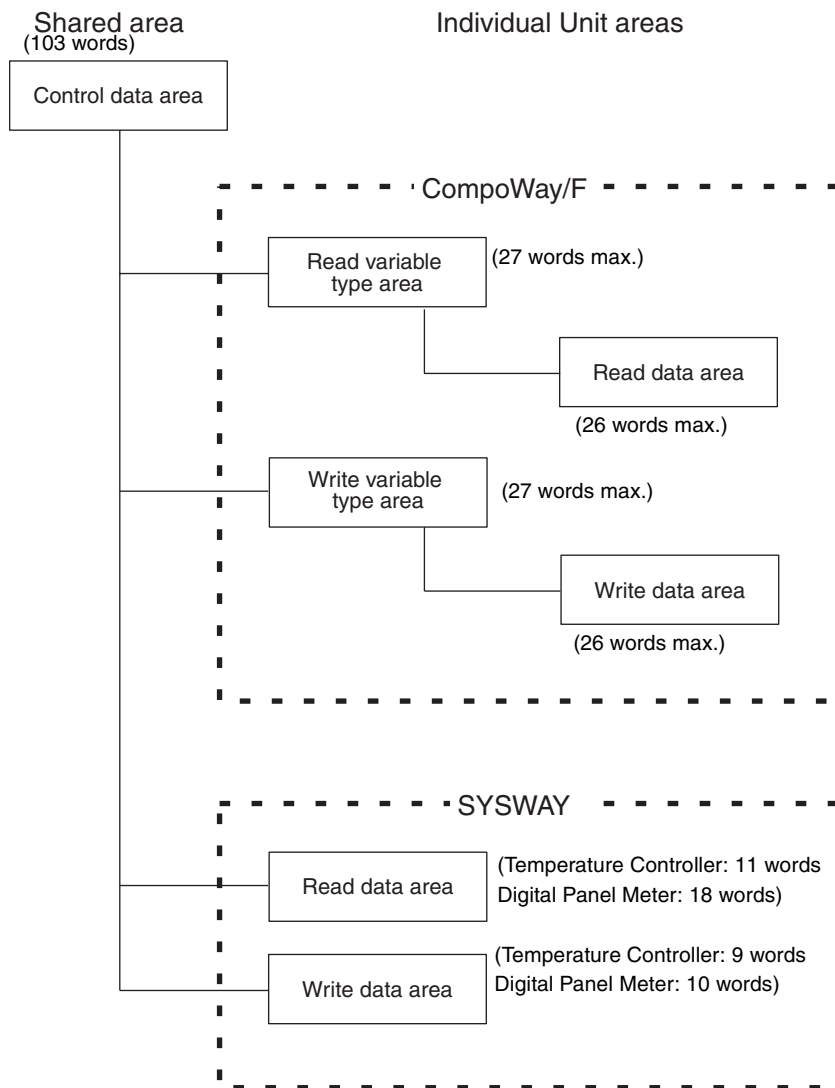 Shared area
(103 words)
Individual Unit areas
Control data area
CompoWay/F
Read variable
type area
(27 words max.)
Read data area
(26 words max.)
Write variable
type area
(27 words max.)
Write data area
(26 words max.)
SYSWAY
Read data area
(Temperature Controller: 11 words
Digital Panel Meter: 18 words)
Write data area
(Temperature Controller: 9 words
Digital Panel Meter: 10 words)